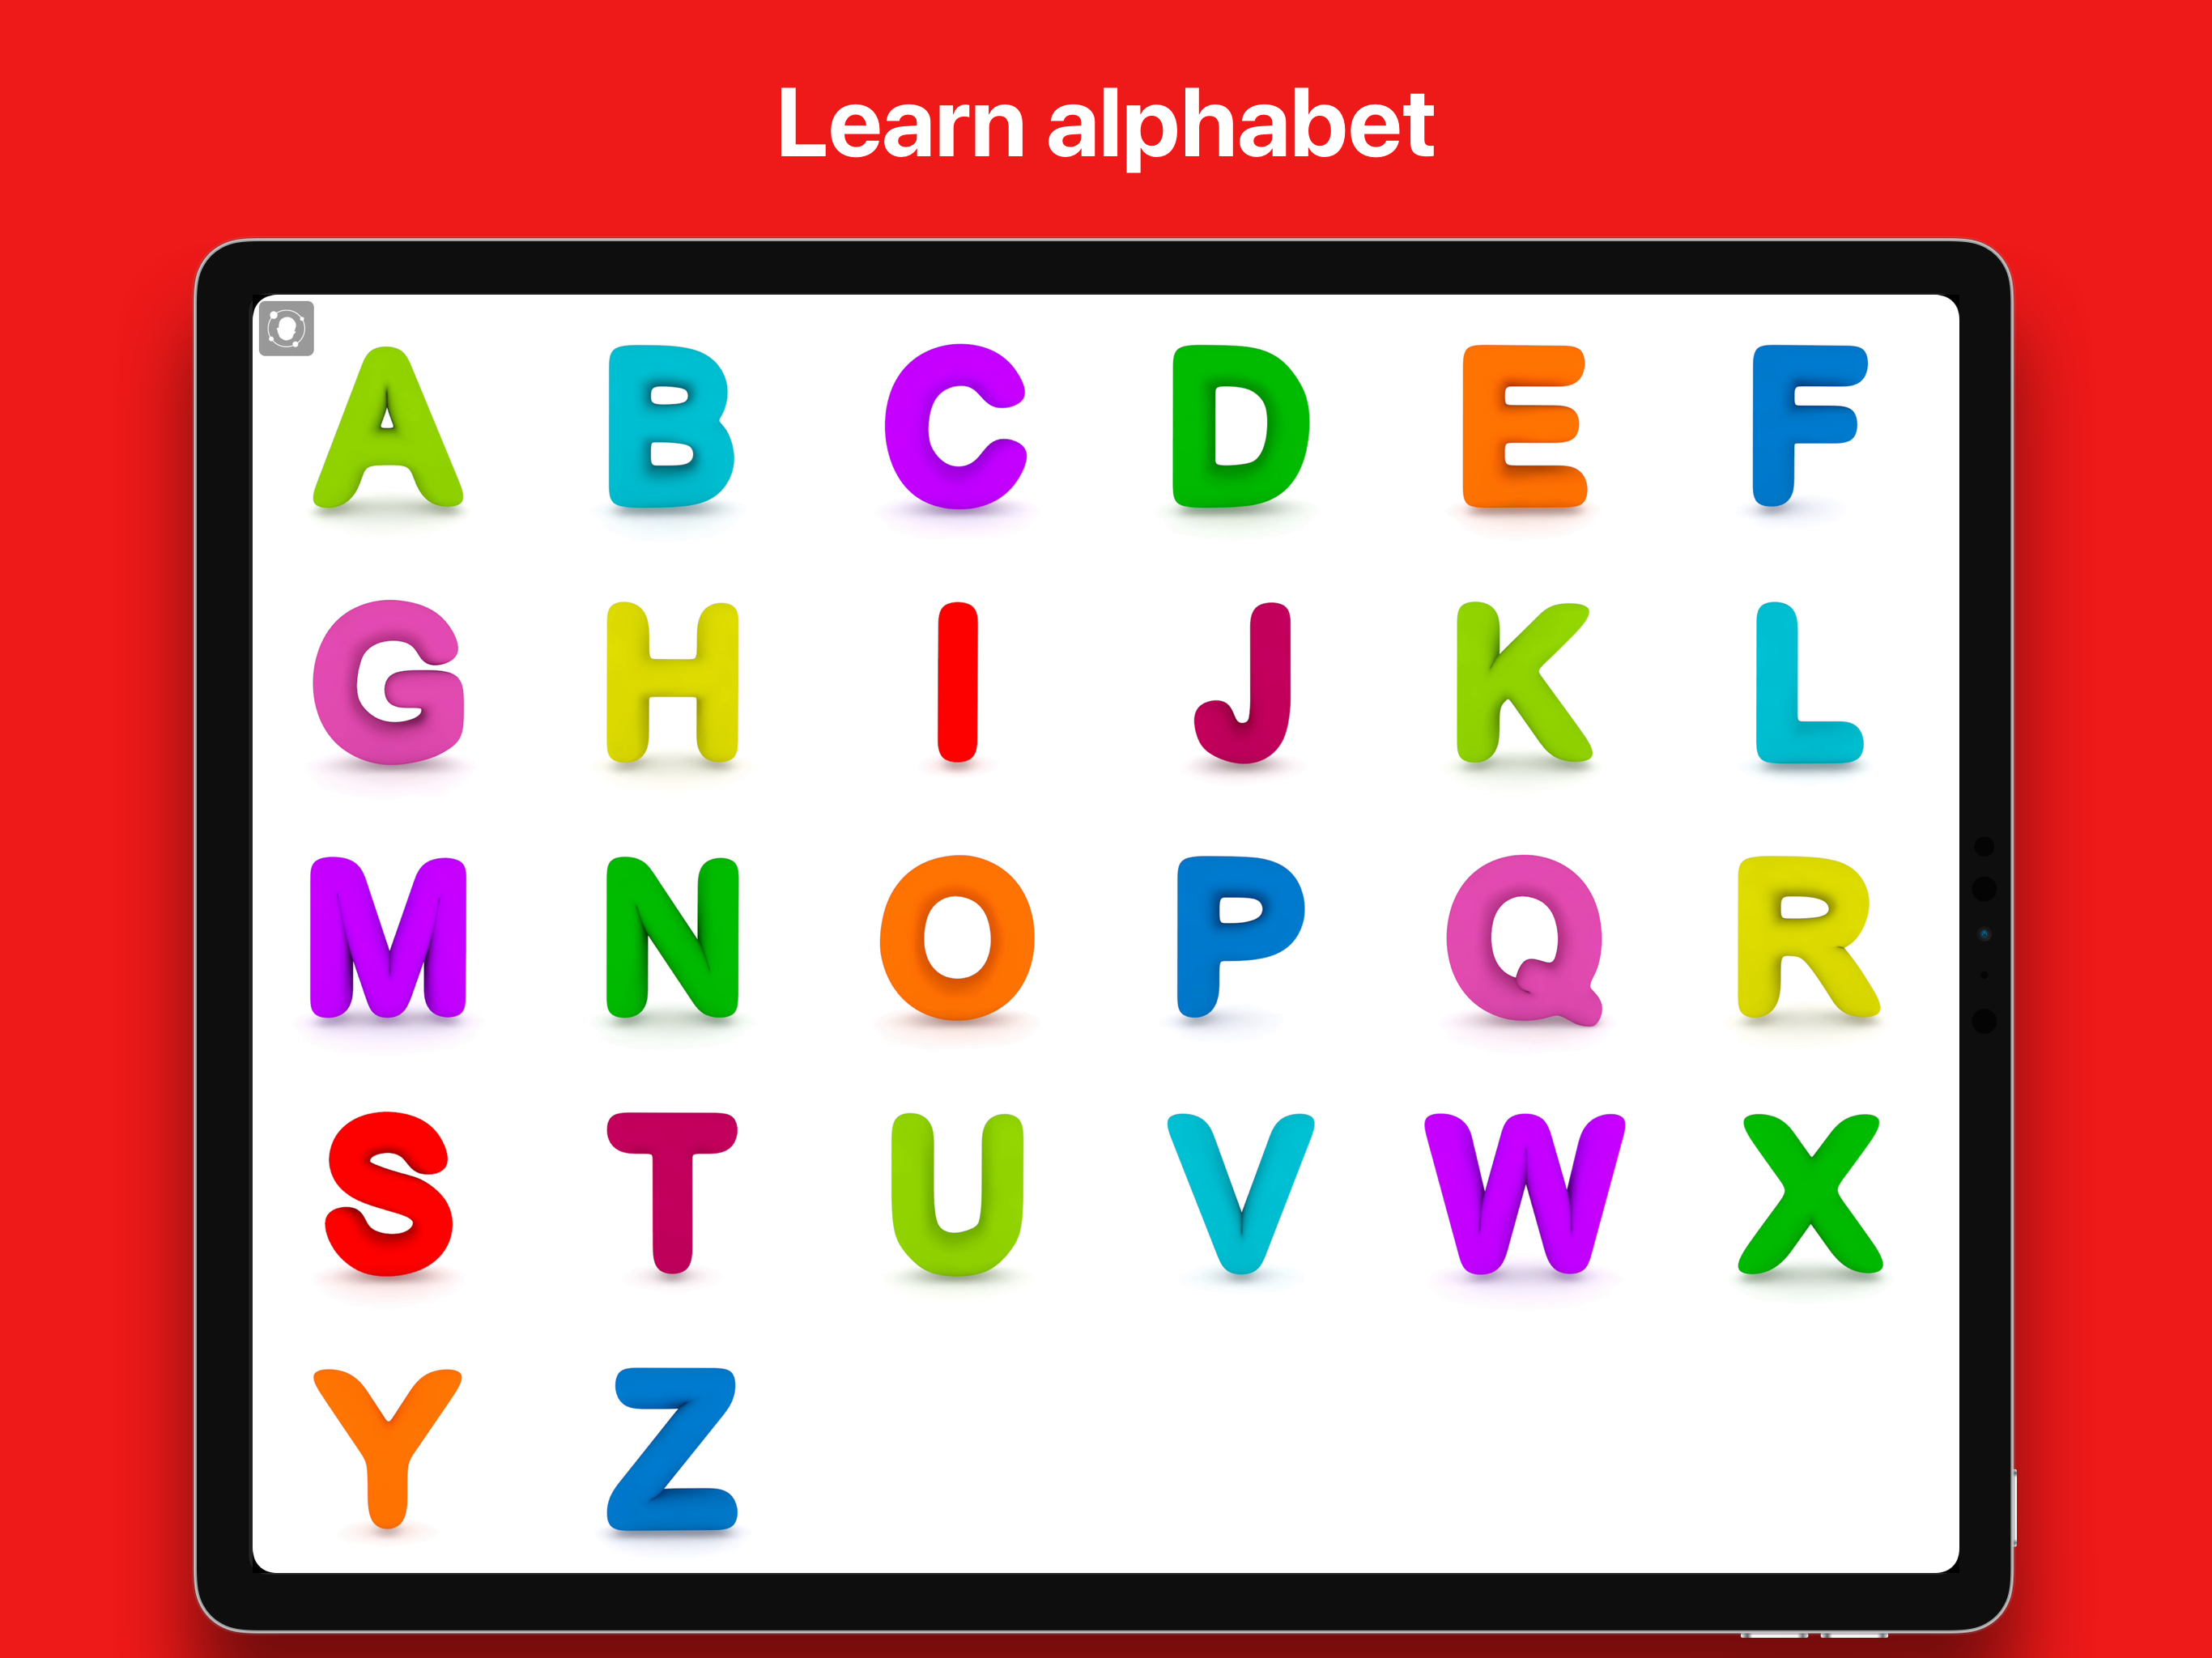 Learn alphabet
A B C D E F
G H I J K L
M N O P Q R
S T U V W X
Y Z